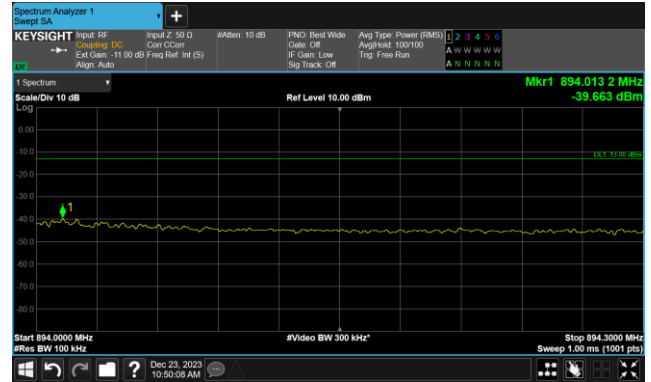 Spectrum Analyzer 1
Swept SA
+
KEYSIGHT Input: RF Input Z: 50 Ω #Atten: 10 dB PNO: Best Wide Avg Type: Power (RMS) 1 2 3 4 5 6
Coupling: DC Corr CCorr Gate: Off Avg|Hold: 100/100 A W W W W W
Ext Gain: -11.00 dB Freq Ref: Int (S) IF Gain: Low Trig: Free Run
Align: Auto Sig Track: Off A N N N N N
1 Spectrum
Mkr1 894.013 2 MHz
Scale/Div 10 dB Ref Level 10.00 dBm -39.663 dBm
Log
0.00
-10.0
DL1 -13.00 dBm
-20.0
-30.0
1
-40.0
-50.0
-60.0
-70.0
-80.0
Start 894.0000 MHz #Video BW 300 kHz* Stop 894.3000 MHz
#Res BW 100 kHz Sweep 1.00 ms (1001 pts)
? Dec 23, 2023
10:50:08 AM